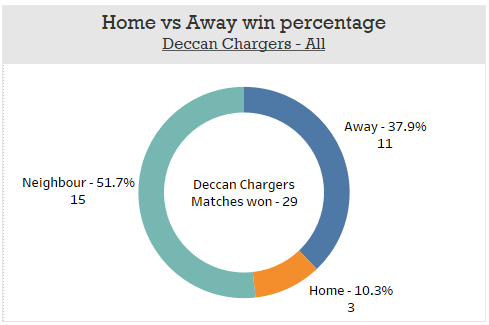 Home vs Away win percentage
Deccan Chargers - All
Away - 37.9%
11
Neighbour - 51.7%
15
Deccan Chargers
Matches won - 29
Home - 10.3%
3